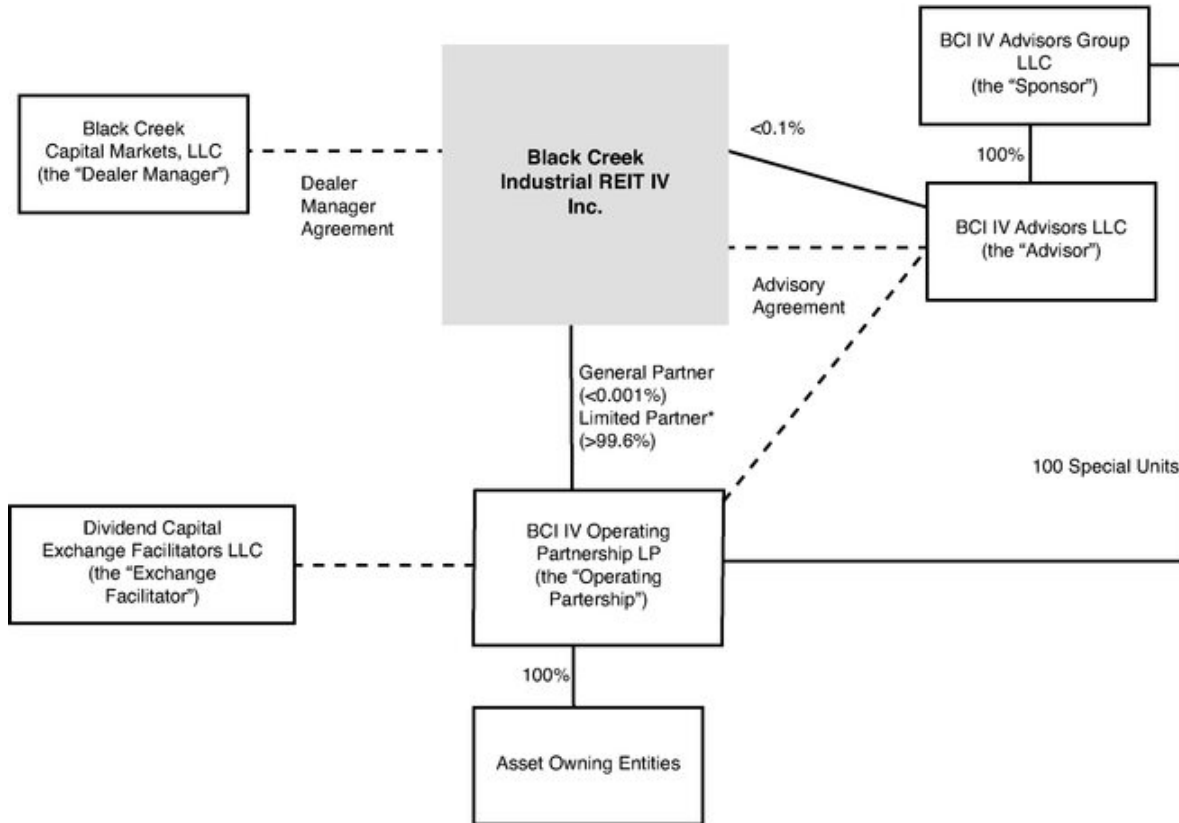 BCI IV Advisors Group
LLC
(the “Sponsor”)
Black Creek
Capital Markets, LLC
(the “Dealer Manager”)
Dealer
Manager
Agreement
Black Creek
Industrial REIT IV
Inc.
<0.1%
100%
BCI IV Advisors LLC
(the “Advisor”)
Advisory
Agreement
General Partner
(<0.001%)
Limited Partner*
(>99.6%)
100 Special Units
Dividend Capital
Exchange Facilitators LLC
(the “Exchange
Facilitator”)
BCI IV Operating
Partnership LP
(the “Operating
Partership”)
100%
Asset Owning Entities